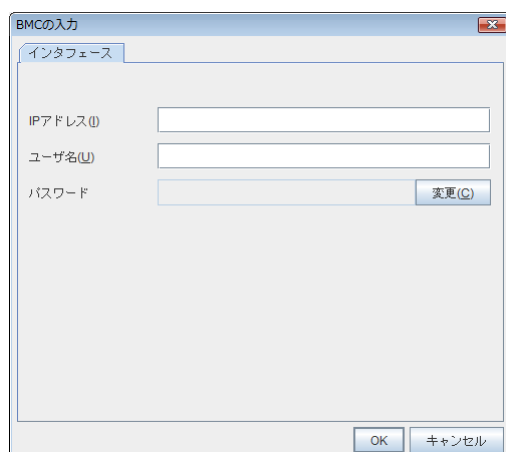 BMCの入力
インタフェース
IPアドレス(I)
ユーザ名(U)
パスワード 変更(C)
OK キャンセル